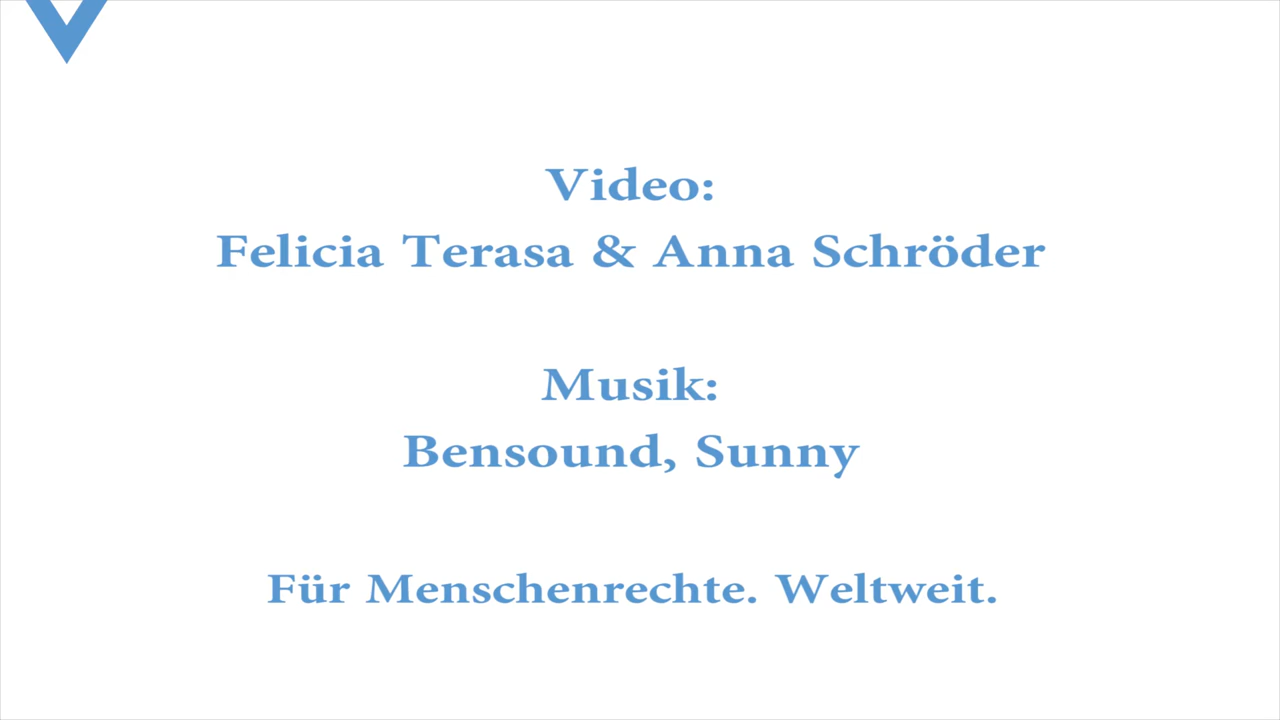 Video:
Felicia Terasa & Anna Schröder
Musik:
Bensound, Sunny
Für Menschenrechte. Weltweit.